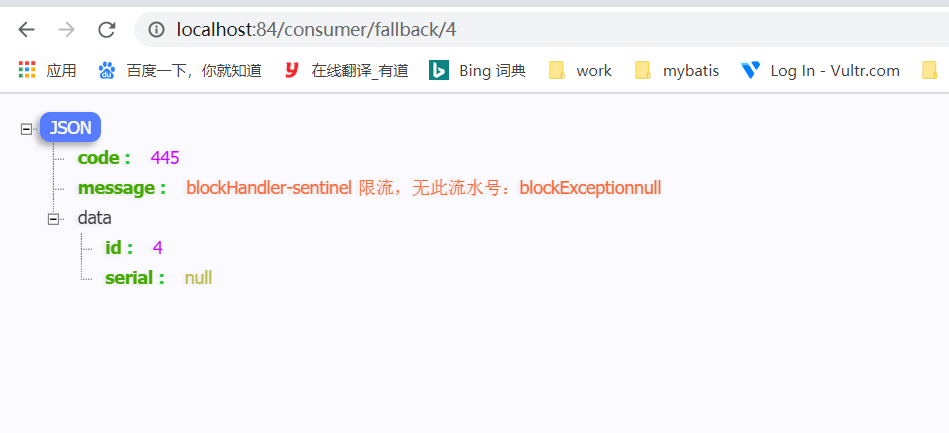 localhost:84/consumer/fallback/4
应用 百度一下，你就知道 在线翻译_有道 Bing 词典 work mybatis Log In - Vultr.com
JSON
code : 445
message : blockHandler-sentinel 限流，无此流水号：blockExceptionnull
data
id : 4
serial : null